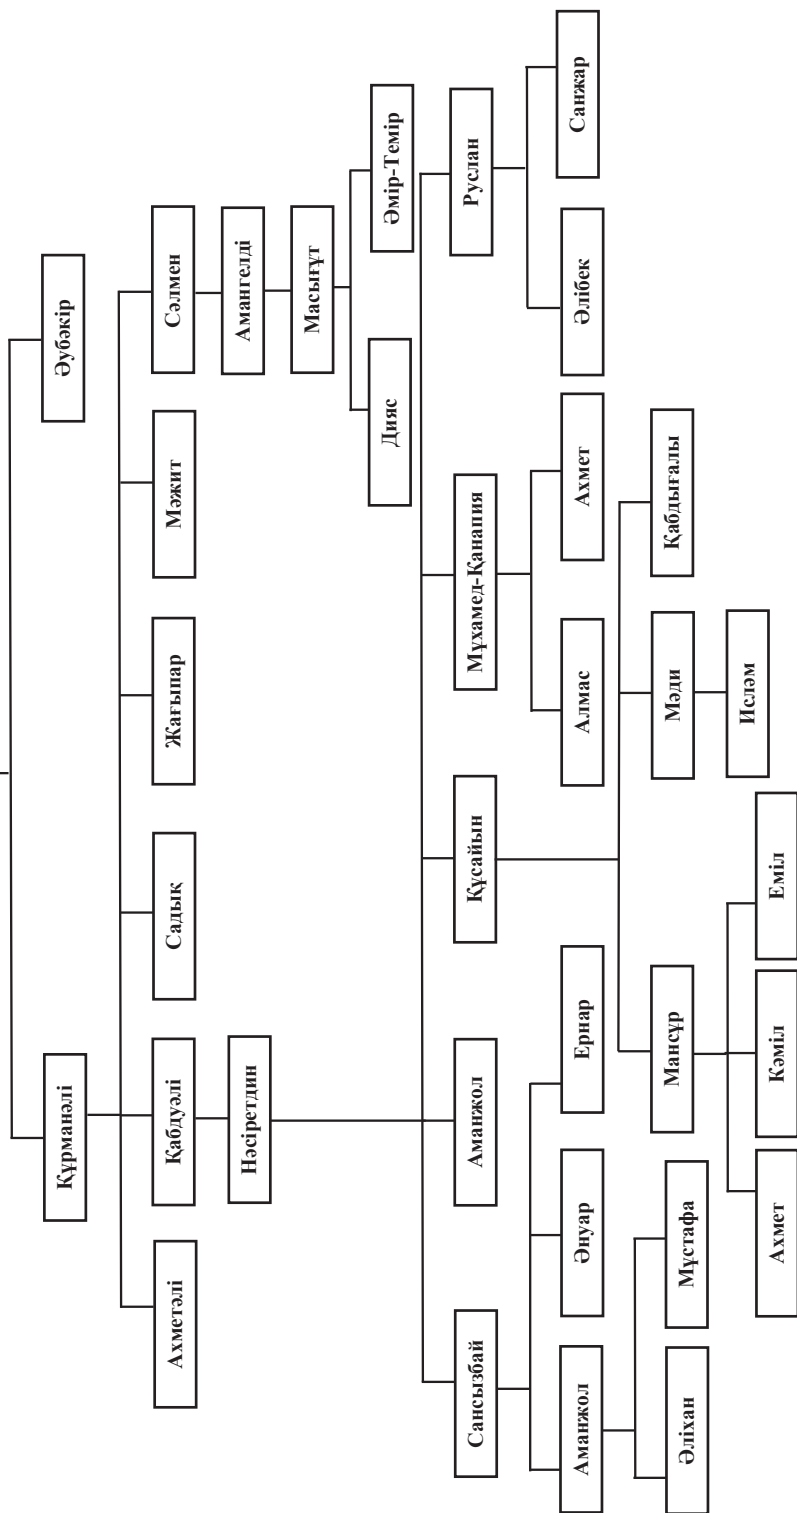 Құрманәлі
Әубәкір
Ахметәлі
Қабдуәлі
Садық
Жағыпар
Мәжит
Сәлмен
Нәсіретдин
Амангелді
Масығұт
Дияс
Әмір-Темір
Сансызбай
Аманжол
Құсайын
Мұхамед-Қанапия
Руслан
Аманжол
Әнуар
Ернар
Алмас
Ахмет
Әлібек
Санжар
Әліхан
Мұстафа
Мансұр
Мәди
Қабдығалы
Ахмет
Кәміл
Еміл
Ислам